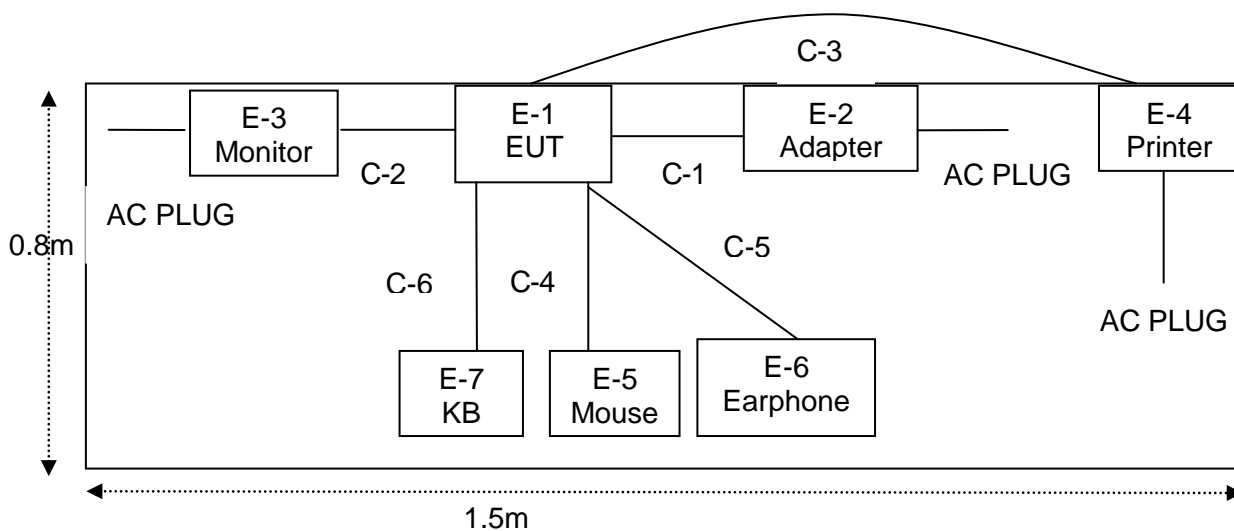 C-3
E-3
Monitor
E-1
EUT
E-2
Adapter
E-4
Printer
C-2
C-1
AC PLUG
AC PLUG
0.8m
C-5
C-6
C-4
AC PLUG
E-7
KB
E-5
Mouse
E-6
Earphone
1.5m